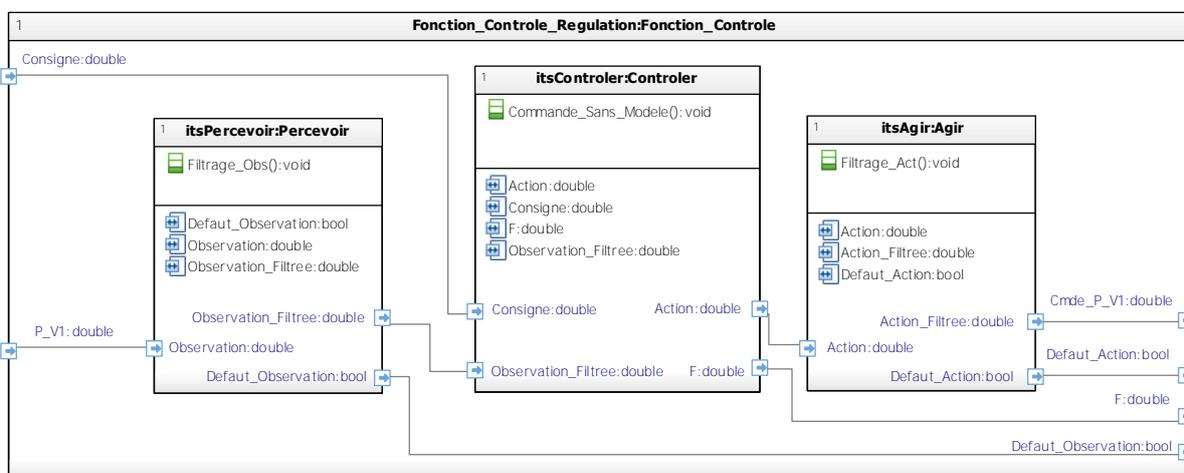 1
Fonction_Controle_Regulation:Fonction_Controle
Consigne:double
P_V1:double
1
itsPercevoir:Percevoir
Filtrage_Obs():void
Defaut_Observation:bool
Observation:double
Observation_Filtree:double
Observation_Filtree:double
Observation:double
Defaut_Observation:bool
1
itsControler:Controler
Commande_Sans_Modele():void
Action:double
Consigne:double
F:double
Observation_Filtree:double
Consigne:double
Action:double
Observation_Filtree:double
F:double
1
itsAgir:Agir
Filtrage_Act():void
Action:double
Action_Filtree:double
Defaut_Action:bool
Action_Filtree:double
Action:double
Defaut_Action:bool
Cmde_P_V1:double
Defaut_Action:bool
F:double
Defaut_Observation:bool